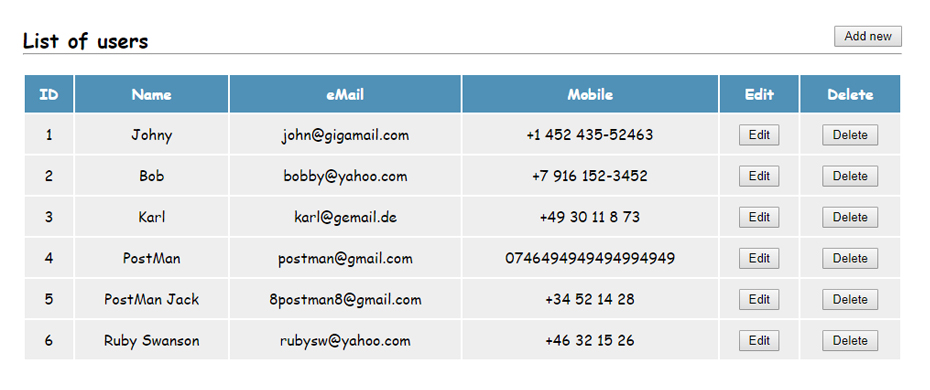 List of users
Add new
ID Name eMail Mobile Edit Delete
1 Johny john@gigamail.com +1 452 435-52463 Edit Delete
2 Bob bobby@yahoo.com +7 916 152-3452 Edit Delete
3 Karl karl@gemail.de +49 30 11 8 73 Edit Delete
4 PostMan postman@gmail.com 0746494949494994949 Edit Delete
5 PostMan Jack 8postman8@gmail.com +34 52 14 28 Edit Delete
6 Ruby Swanson rubysw@yahoo.com +46 32 15 26 Edit Delete